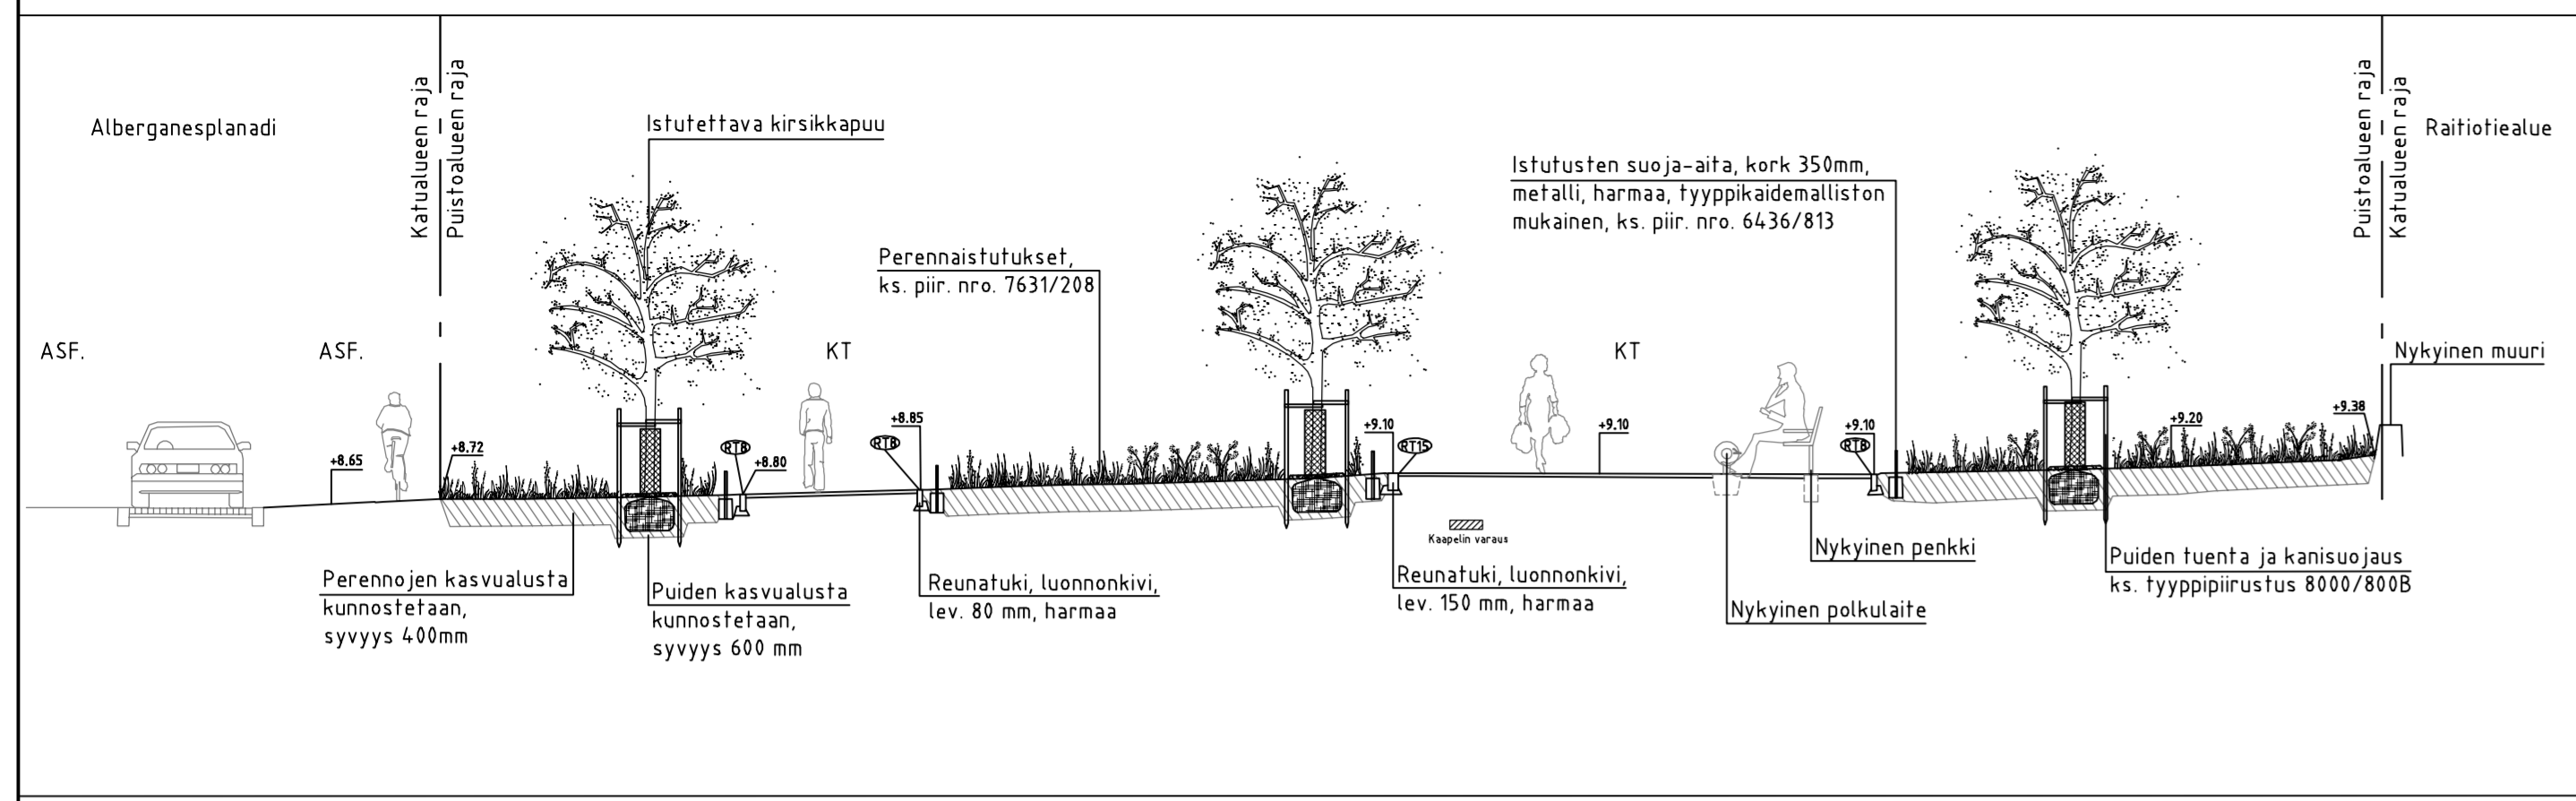 Alberganesplanadi
Katualueen raja
Puistoalueen raja
Istutettava kirsikkapuu
Perennaistutukset,
ks. piir. nro. 7631/208
Istutusten suoja-aita, kork 350mm,
metalli, harmaa, tyyppikaidemalliston
mukainen, ks. piir. nro. 6436/813
Puistoalueen raja
Katualueen raja
Raitiotiealue
ASF.
ASF.
KT
KT
Nykyinen muuri
+8.65
+8.72
RT8
+8.80
RT8
+8.85
+9.10
RT15
+9.10
+9.10
RT8
+9.20
+9.38
Kaapelin varaus
Perennojen kasvualusta
kunnostetaan,
syvyys 400mm
Puiden kasvualusta
kunnostetaan,
syvyys 600 mm
Reunatuki, luonnonkivi,
lev. 80 mm, harmaa
Reunatuki, luonnonkivi,
lev. 150 mm, harmaa
Nykyinen polkulaite
Nykyinen penkki
Puiden tuenta ja kanisuojaus
ks. tyyppipiirustus 8000/800B